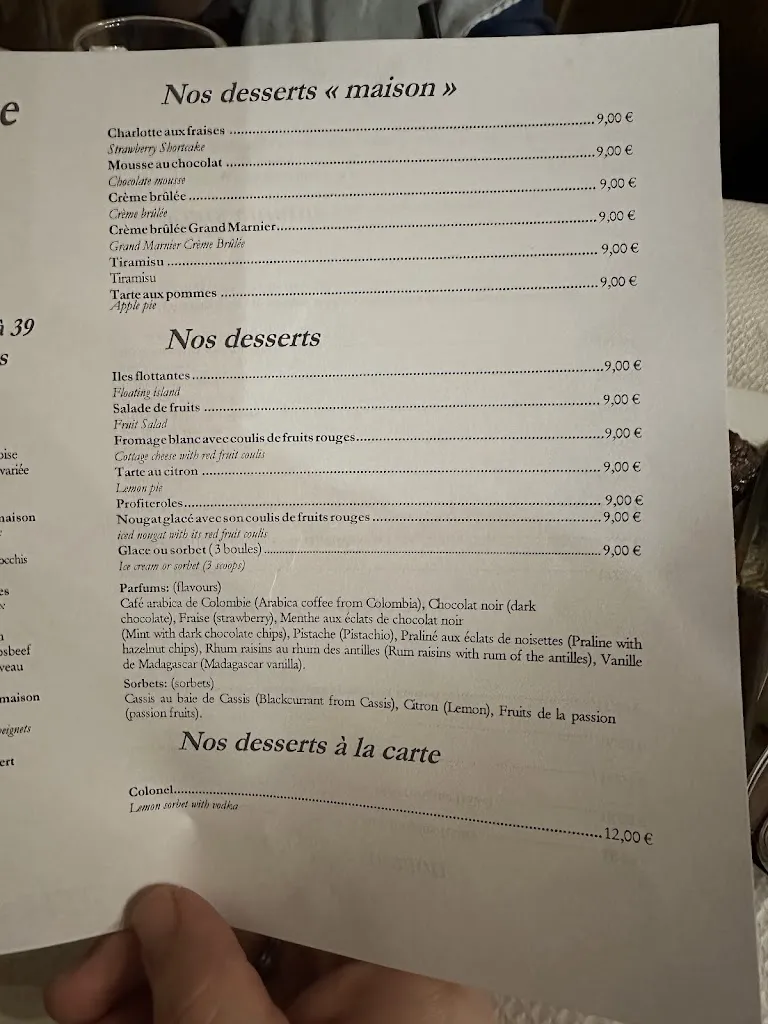 e
à 39
s
oise
variée
naison
occhis
es
osbeef
veau
maison
eignets
ert
Nos desserts « maison »
Charlotte aux fraises 9,00 €
Strawberry Shortcake
Mousse au chocolat 9,00 €
Chocolate mousse
Crème brûlée 9,00 €
Crème brûlée
Crème brûlée Grand Marnier 9,00 €
Grand Marnier Crème Brûlée
Tiramisu 9,00 €
Tiramisu
Tarte aux pommes 9,00 €
Apple pie
Nos desserts
Iles flottantes 9,00 €
Floating island
Salade de fruits 9,00 €
Fruit Salad
Fromage blanc avec coulis de fruits rouges 9,00 €
Cottage cheese with red fruit coulis
Tarte au citron 9,00 €
Lemon pie
Profiteroles 9,00 €
Nougat glacé avec son coulis de fruits rouges 9,00 €
iced nougat with its red fruit coulis
Glace ou sorbet (3 boules) 9,00 €
Ice cream or sorbet (3 scoops)
Parfums: (flavours)
Café arabica de Colombie (Arabica coffee from Colombia), Chocolat noir (dark
chocolate), Fraise (strawberry), Menthe aux éclats de chocolat noir
(Mint with dark chocolate chips), Pistache (Pistachio), Praliné aux éclats de noisettes (Praline with
hazelnut chips), Rhum raisins au rhum des antilles (Rum raisins with rum of the antilles), Vanille
de Madagascar (Madagascar vanilla).
Sorbets: (sorbets)
Cassis au baie de Cassis (Blackcurrant from Cassis), Citron (Lemon), Fruits de la passion
(passion fruits).
Nos desserts à la carte
Colonel 12,00 €
Lemon sorbet with vodka